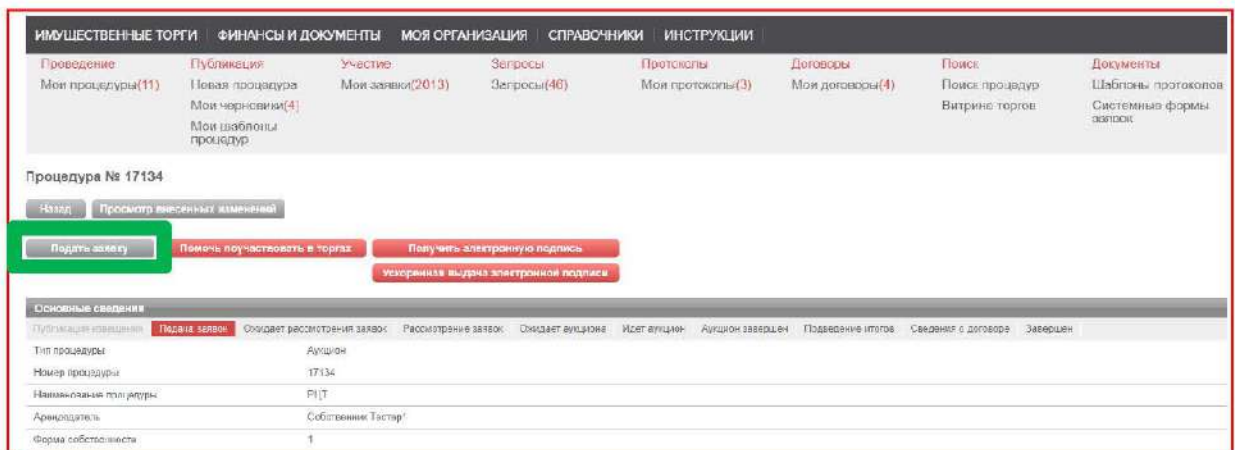 ИМУЩЕСТВЕННЫЕ ТОРГИ ФИНАНСЫ И ДОКУМЕНТЫ МОЯ ОРГАНИЗАЦИЯ СПРАВОЧНИКИ ИНСТРУКЦИИ
Проведение Публикация Участие Запросы Протоколы Договоры Поиск Документы
Мои процедуры(11) Новая процедура Мои заявки(2013) Запросы(46) Мои протоколы(3) Мои договоры(4) Поиск процедур Шаблоны протоколов
Мои черновики(4) Витрина торгов Системные формы
Мои шаблоны заявок
процедур
Процедура № 17134
Назад Просмотр внесенных изменений
Подать заявку Помочь поучаствовать в торгах Получить электронную подпись
Ускоренная выдача электронной подписи
Основные сведения
Публикация извещения Подача заявок Ожидает рассмотрения заявок Рассмотрение заявок Ожидает аукциона Идет аукцион Аукцион завершен Подведение итогов Сведения о договоре Завершен
Тип процедуры Аукцион
Номер процедуры 17134
Наименование процедуры
Арендодатель Собственник Тестер1
Форма собственности 1